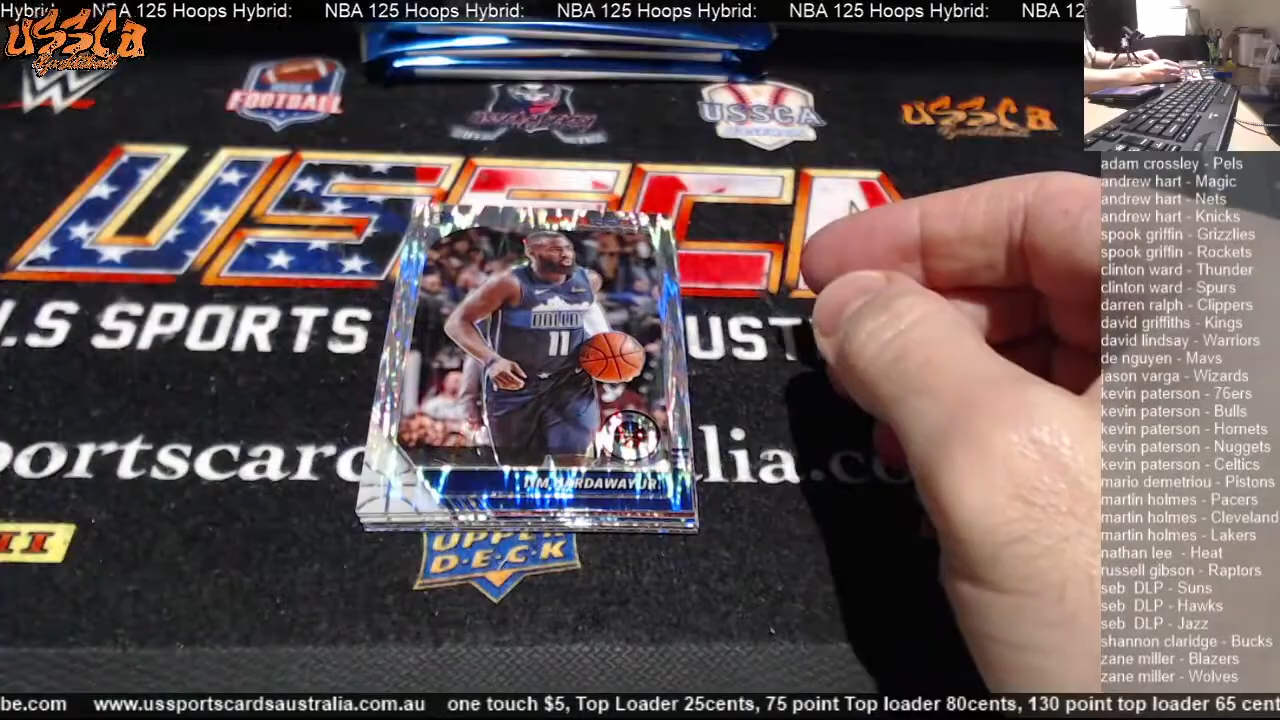 Hybrid: NBA 125 Hoops Hybrid: NBA 125 Hoops Hybrid: NBA 125 Hoops Hybrid: NBA 125 Hoops Hybrid: NBA 12
USSCA
W FOOTBALL USSCA USSCA
USSCA
LS SPORTS UST
DALLAS
11
portscard lia.co
TIM HARDAWAY JR.
UPPER
D·E·C·K
adam crossley - Pels
andrew hart - Magic
andrew hart - Nets
andrew hart - Knicks
spook griffin - Grizzlies
spook griffin - Rockets
clinton ward - Thunder
clinton ward - Spurs
darren ralph - Clippers
david griffiths - Kings
david lindsay - Warriors
de nguyen - Mavs
jason varga - Wizards
kevin paterson - 76ers
kevin paterson - Bulls
kevin paterson - Hornets
kevin paterson - Nuggets
kevin paterson - Celtics
mario demetriou - Pistons
martin holmes - Pacers
martin holmes - Cleveland
martin holmes - Lakers
nathan lee - Heat
russell gibson - Raptors
seb DLP - Suns
seb DLP - Hawks
seb DLP - Jazz
shannon claridge - Bucks
zane miller - Blazers
zane miller - Wolves
be.com www.ussportscardsaustralia.com.au one touch $5, Top Loader 25cents, 75 point Top loader 80cents, 130 point top loader 65 cent